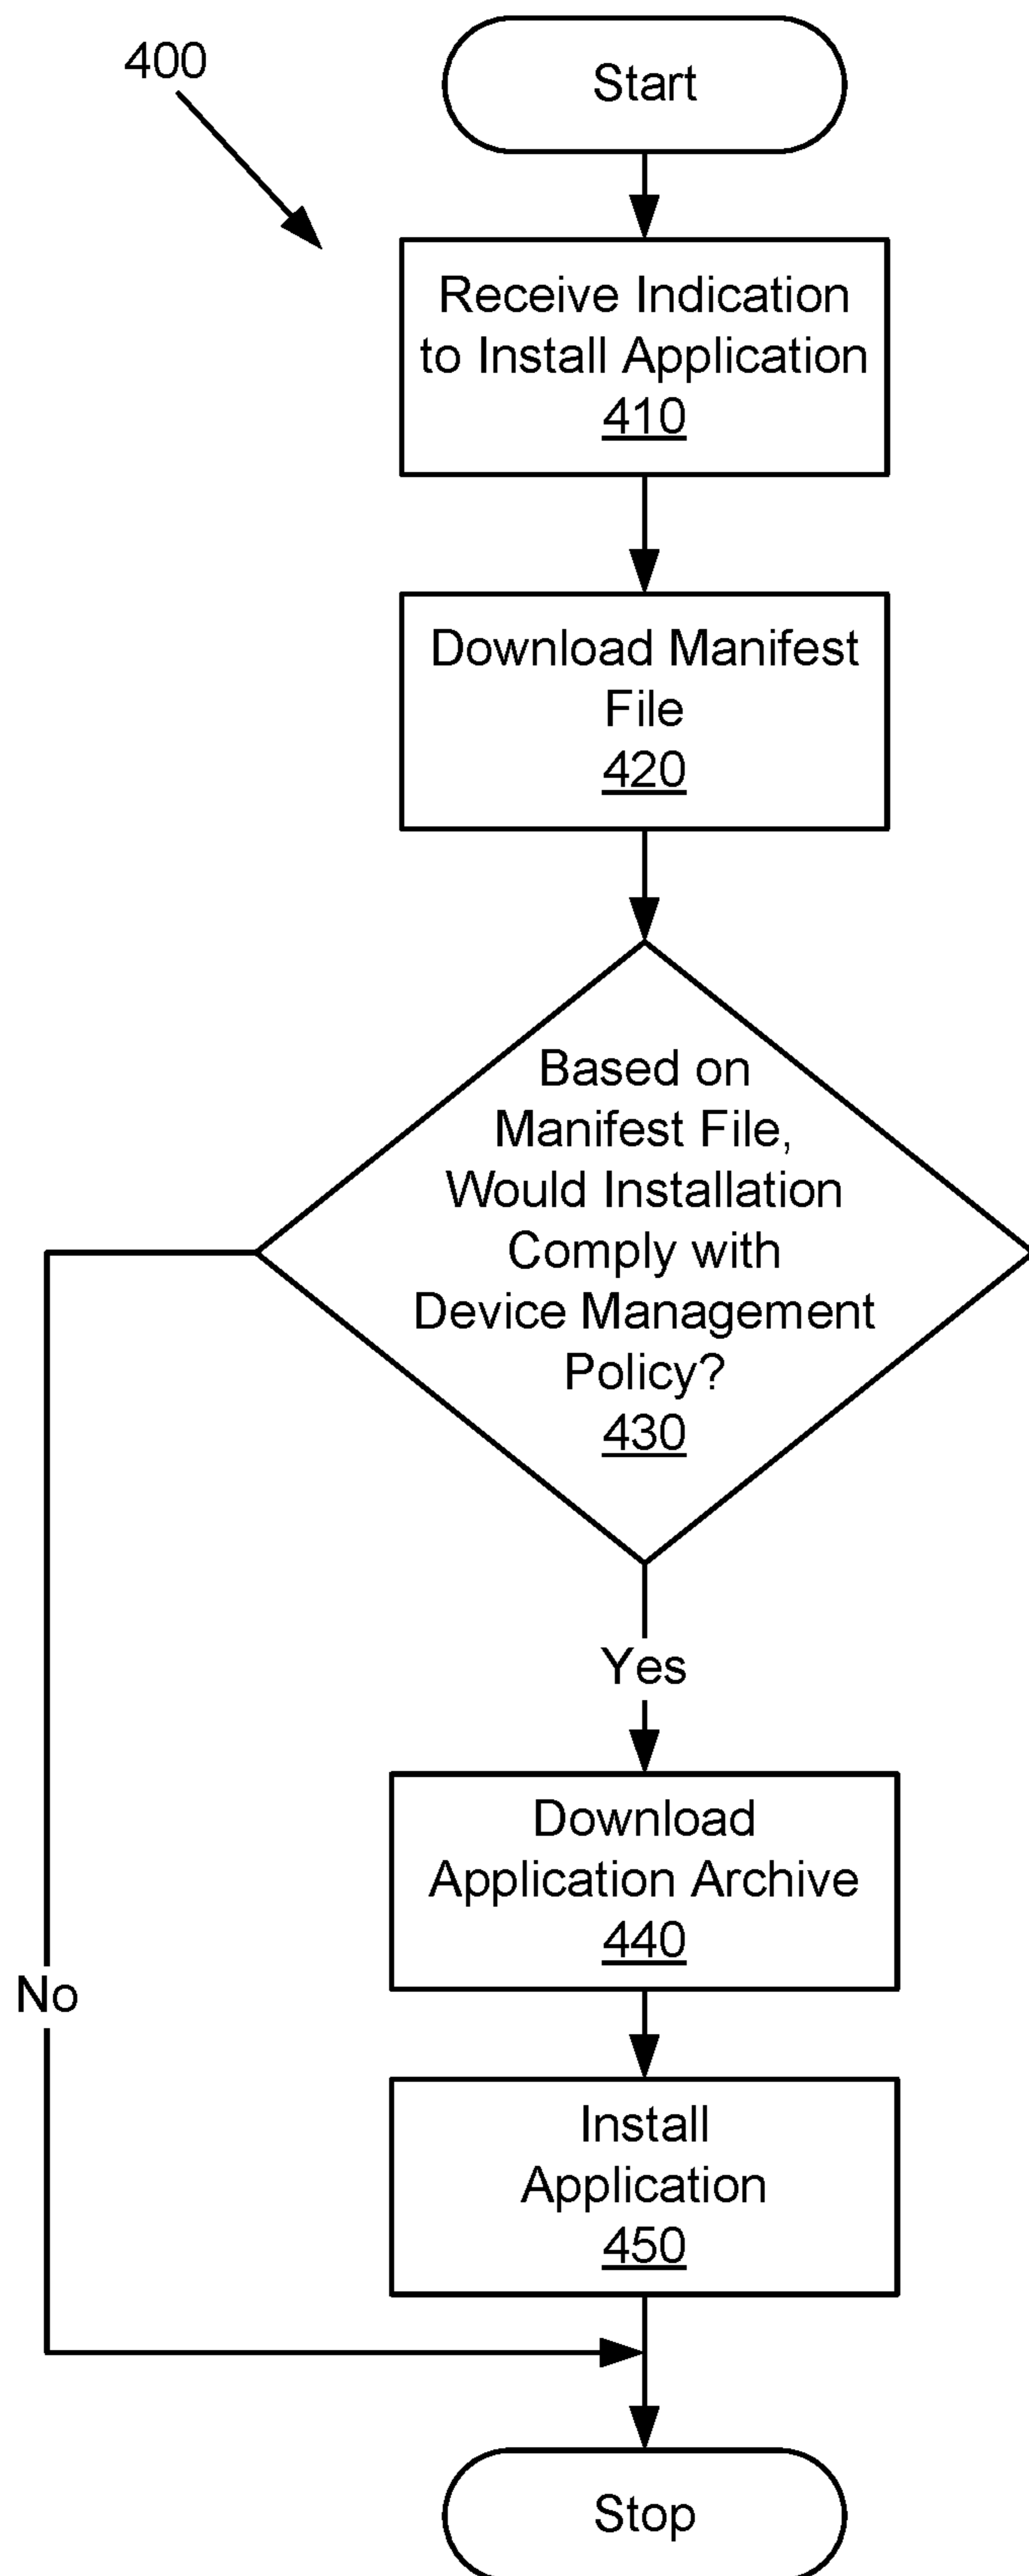 400
Start
Receive Indication
to Install Application
410
Download Manifest
File
420
Based on
Manifest File,
Would Installation
Comply with
Device Management
Policy?
430
Yes
Download
Application Archive
440
No
Install
Application
450
Stop